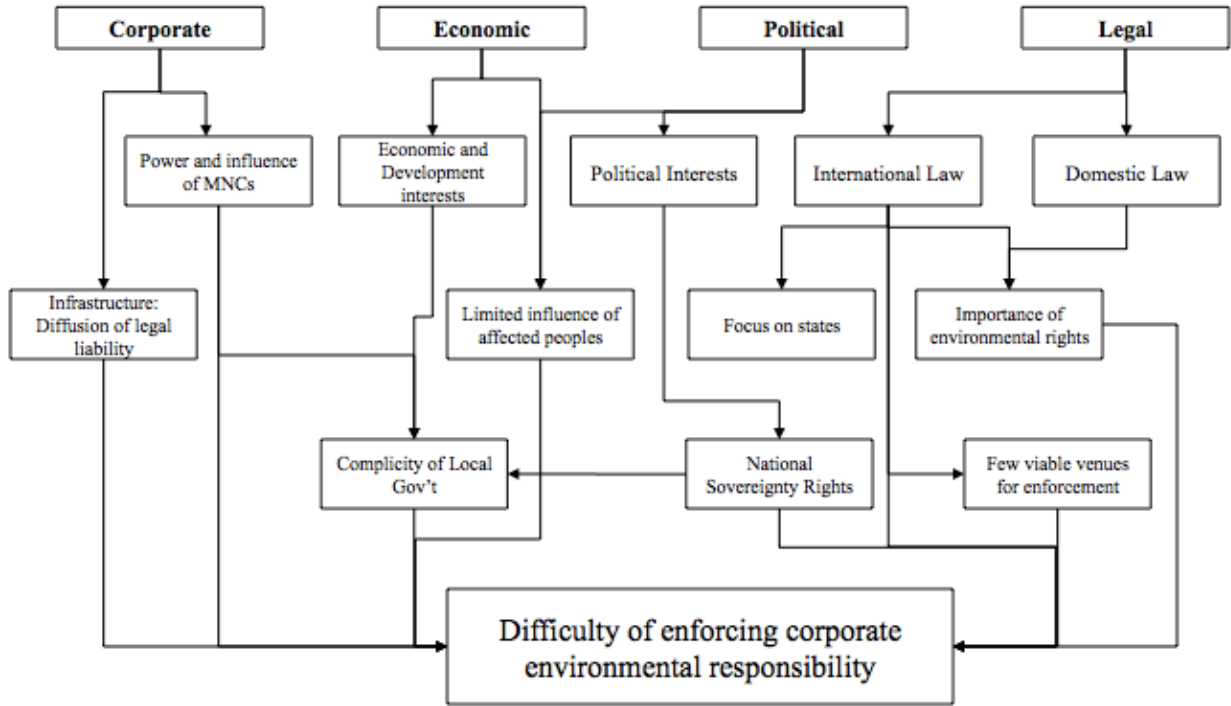 Corporate
Economic
Political
Legal
Power and influence
of MNCs
Economic and
Development
interests
Political Interests
International Law
Domestic Law
Infrastructure:
Diffusion of legal
liability
Limited influence of
affected peoples
Focus on states
Importance of
environmental rights
Complicity of Local
Gov't
National
Sovereignty Rights
Few viable venues
for enforcement
Difficulty of enforcing corporate
environmental responsibility